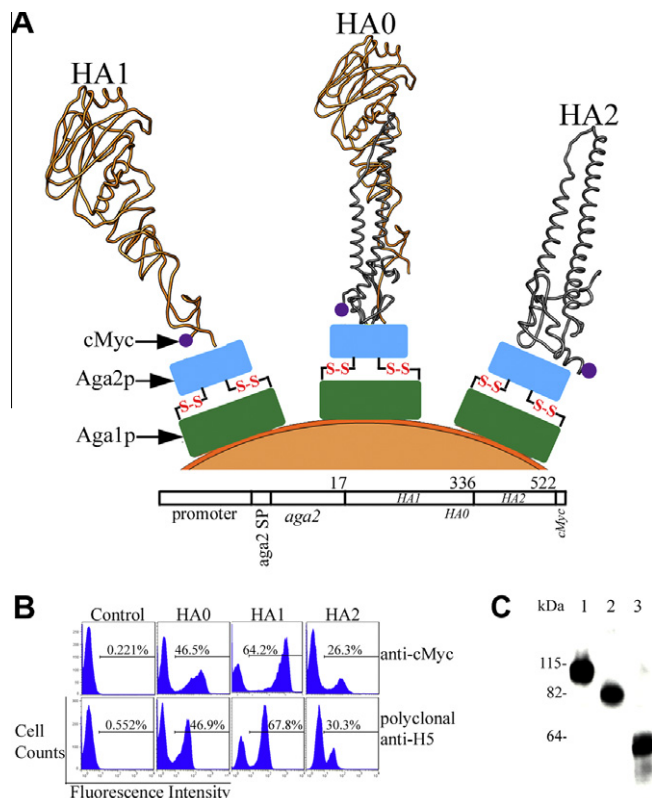 A
HA1
HA0
HA2
cMyc
Aga2p
Aga1p
S-S S-S
S-S S-S
S-S S-S
17 336 522
promoter
aga2 SP
aga2
HA1
HA0
HA2
cMyc
B
Control HA0 HA1 HA2
0.221% 46.5% 64.2% 26.3% anti-cMyc
0.552% 46.9% 67.8% 30.3% polyclonal
anti-H5
Cell
Counts
Fluorescence Intensity
C
kDa 1 2 3
115-
82-
64-